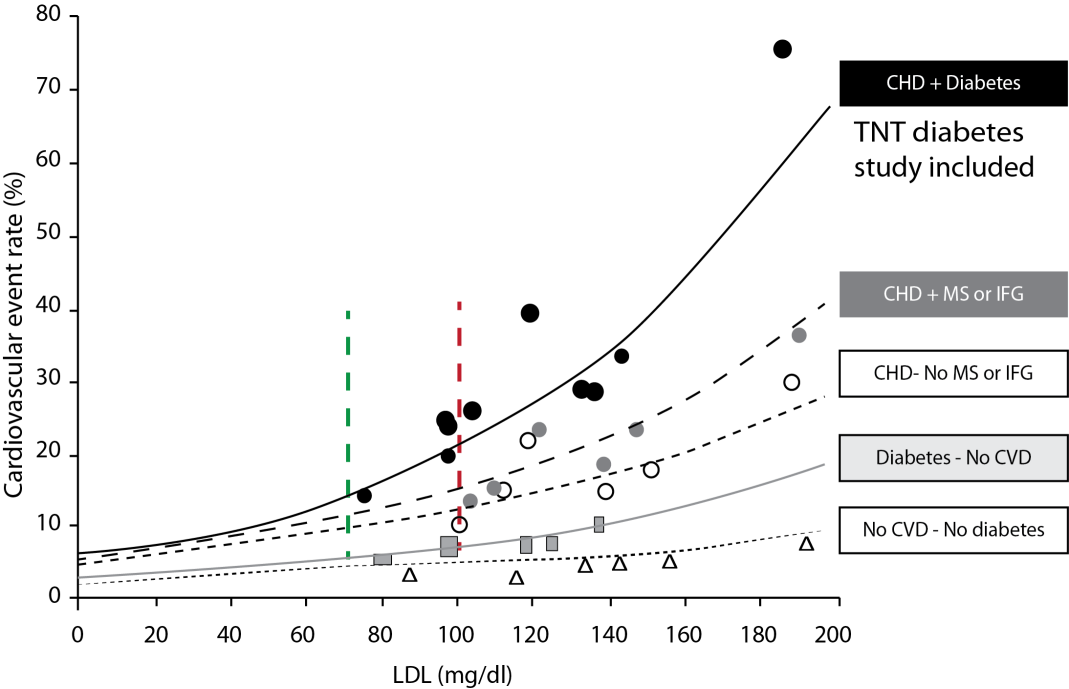 80
70
60
50
40
30
20
10
0
Cardiovascular event rate (%)
0 20 40 60 80 100 120 140 160 180 200
LDL (mg/dl)
CHD + Diabetes
TNT diabetes
study included
CHD + MS or IFG
CHD- No MS or IFG
Diabetes - No CVD
No CVD - No diabetes